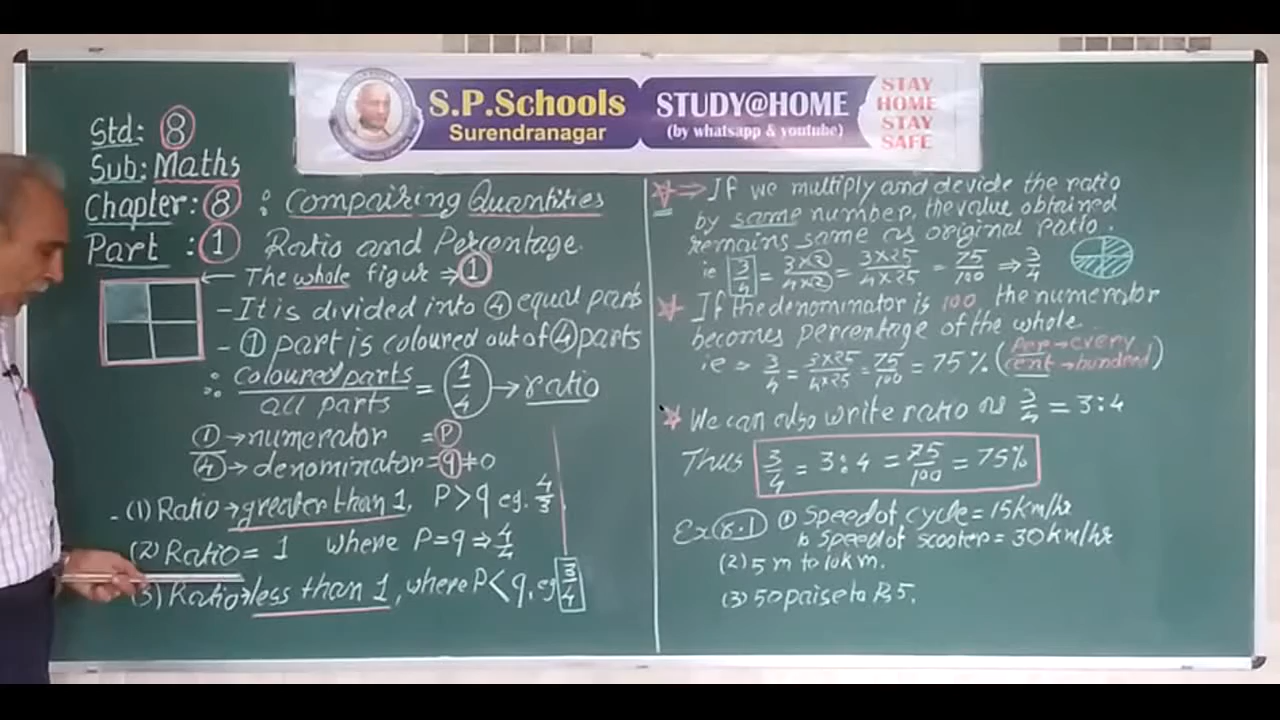 S.P.Schools
Surendranagar
STUDY@HOME
(by whatsapp & youtube)
STAY
HOME
STAY
SAFE
Std: 8
Sub: Maths
Chapter: 8 : Comparing Quantities
Part : 1 Ratio and Percentage
← The whole figure ⇒ 1
- It is divided into 4 equal parts
- 1 part is coloured out of 4 parts
∴ coloured parts / all parts = 1/4 → ratio
1 → numerator = P
4 → denominator = q ≠ 0
(1) Ratio → greater than 1, P > q eg. 4/3
(2) Ratio = 1 where P = q ⇒ 4/4
(3) Ratio → less than 1, where P < q, eg 3/4
⇒ If we multiply and devide the ratio
by same number, the value obtained
remains same as original ratio.
ie 3/4 = 3×2/4×2 = 3×25/4×25 = 75/100 ⇒ 3/4
If the denominator is 100 the numerator
becomes percentage of the whole
ie ⇒ 3/4 = 3×25/4×25 = 75/100 = 75% (per → every
cent → hundred)
We can also write ratio as 3/4 = 3:4
Thus 3/4 = 3:4 = 75/100 = 75%
Ex 8.1 ① Speed of cycle = 15 km/hr
to Speed of scooter = 30 km/hr
(2) 5 m to 10 km.
(3) 50 paise to Rs 5.